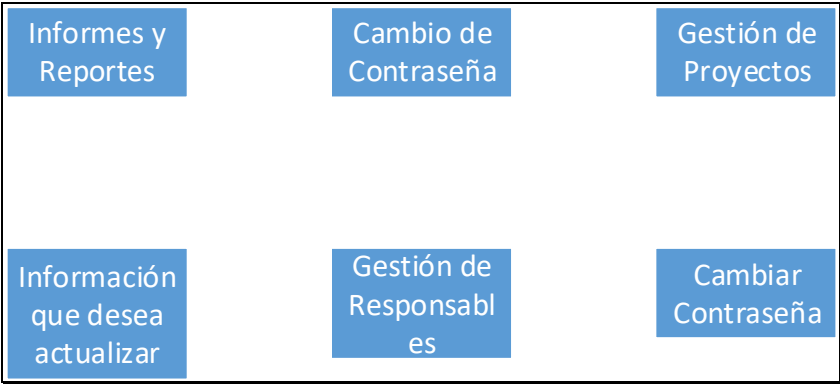 Informes y
Reportes
Cambio de
Contraseña
Gestión de
Proyectos
Información
que desea
actualizar
Gestión de
Responsabl
es
Cambiar
Contraseña